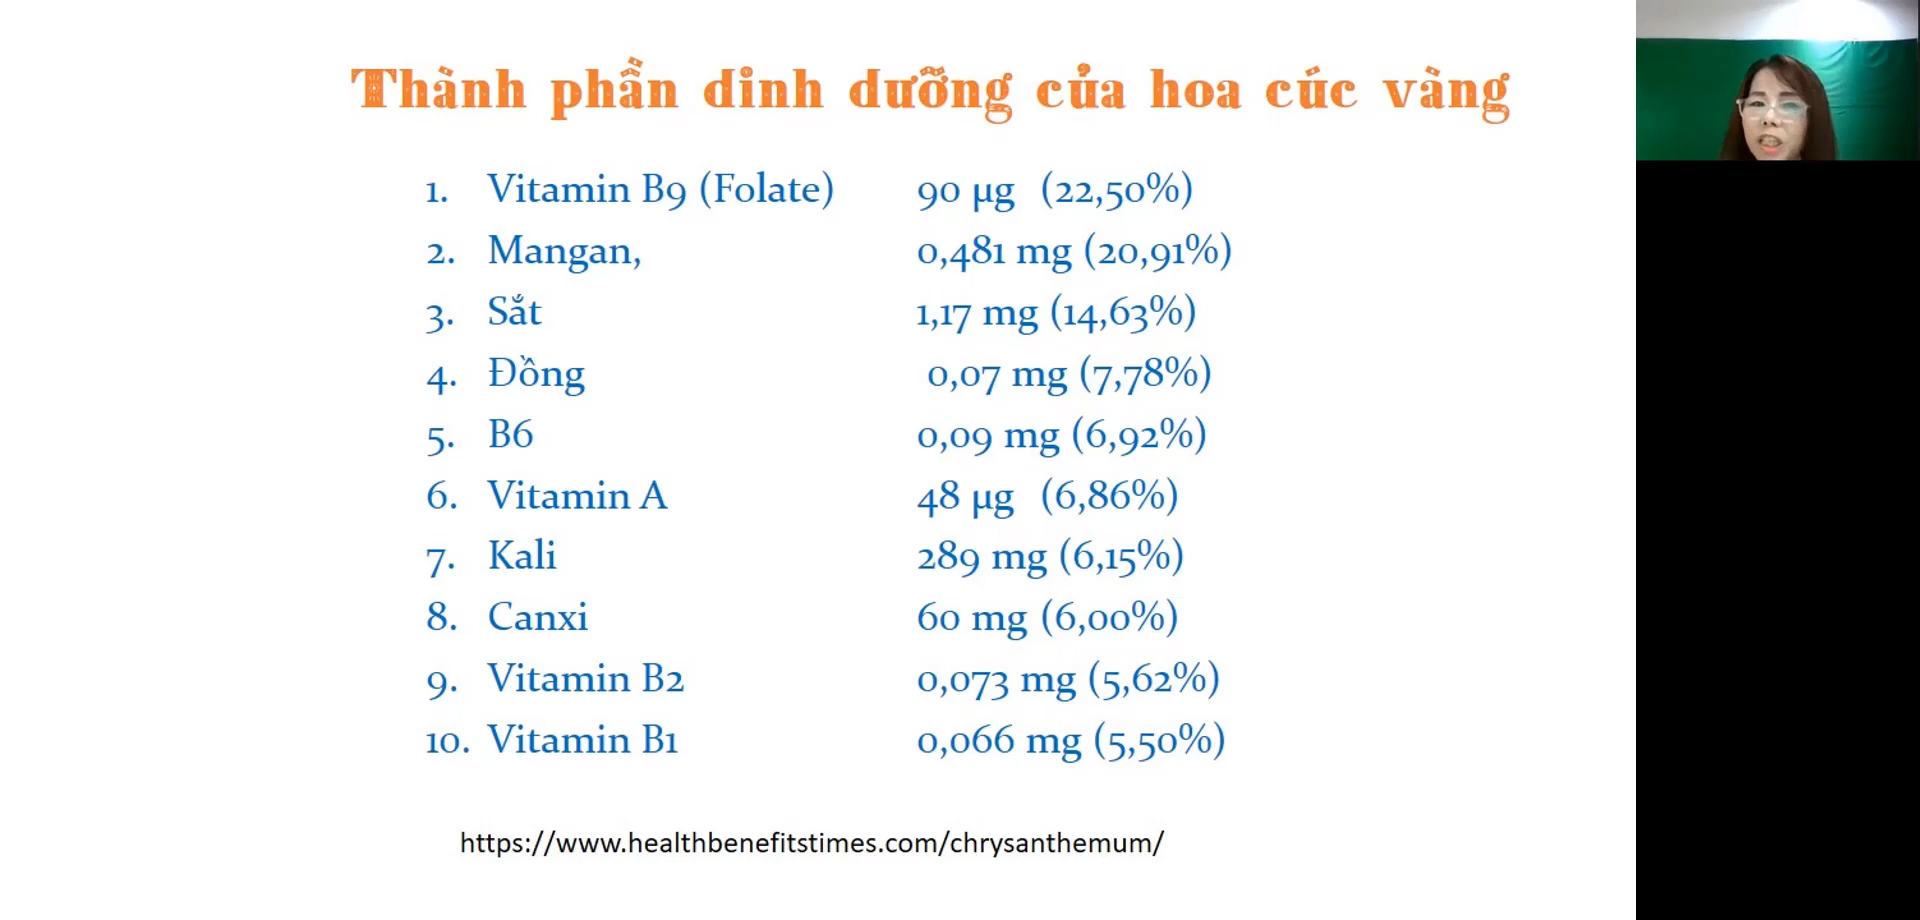 Thành phần dinh dưỡng của hoa cúc vàng
1. Vitamin B9 (Folate) 90 µg (22,50%)
2. Mangan, 0,481 mg (20,91%)
3. Sắt 1,17 mg (14,63%)
4. Đồng 0,07 mg (7,78%)
5. B6 0,09 mg (6,92%)
6. Vitamin A 48 µg (6,86%)
7. Kali 289 mg (6,15%)
8. Canxi 60 mg (6,00%)
9. Vitamin B2 0,073 mg (5,62%)
10. Vitamin B1 0,066 mg (5,50%)
https://www.healthbenefitstimes.com/chrysanthemum/